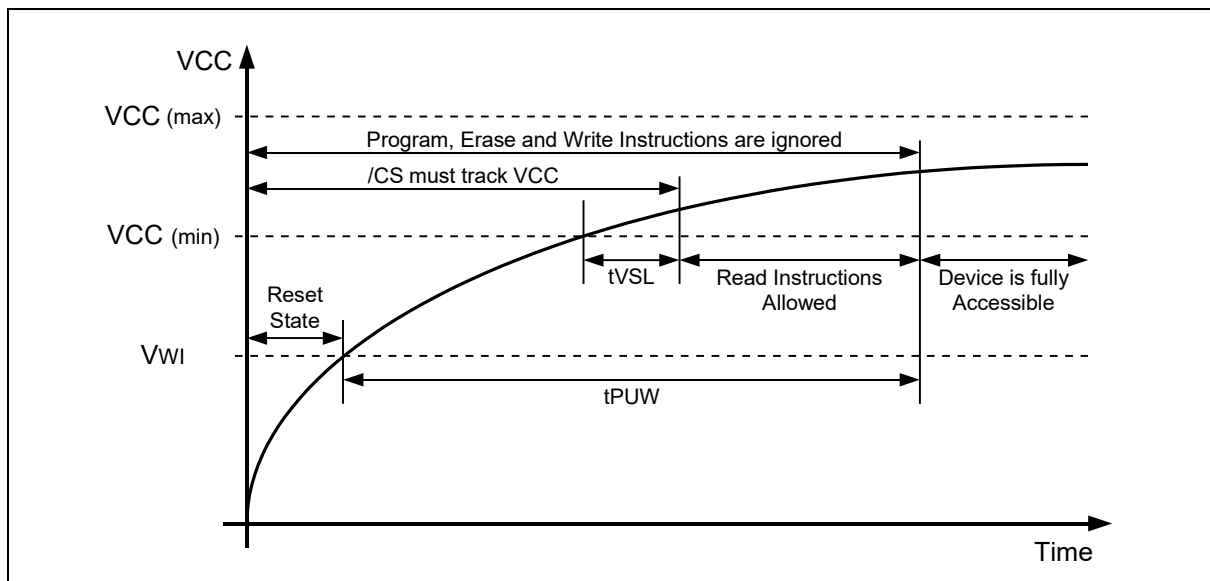 VCC
VCC (max)
Program, Erase and Write Instructions are ignored
/CS must track VCC
VCC (min)
tVSL
Read Instructions
Allowed
Device is fully
Accessible
Reset
State
VWI
tPUW
Time